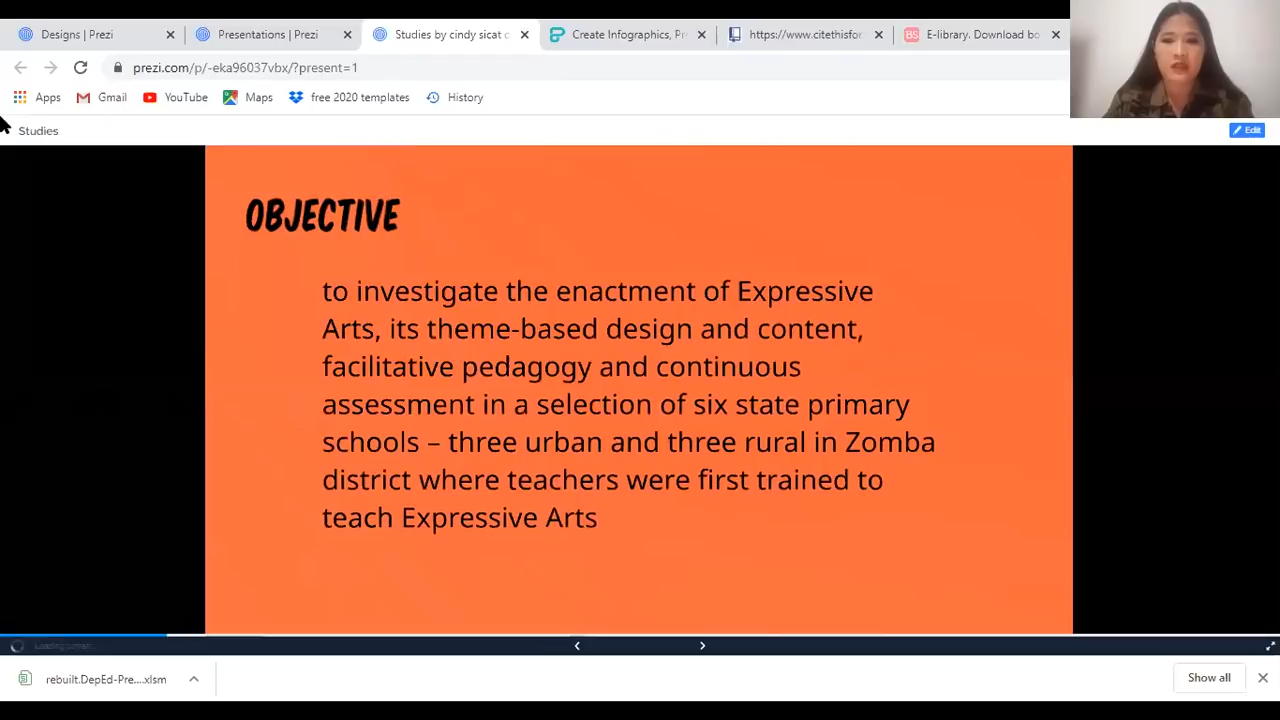 Designs | Prezi
Presentations | Prezi
Studies by cindy sicat c
Create Infographics, Pr
https://www.citethisfor
E-library. Download bo
prezi.com/p/-eka96037vbx/?present=1
Apps
Gmail
YouTube
Maps
free 2020 templates
History
Studies
Edit
OBJECTIVE
to investigate the enactment of Expressive
Arts, its theme-based design and content,
facilitative pedagogy and continuous
assessment in a selection of six state primary
schools – three urban and three rural in Zomba
district where teachers were first trained to
teach Expressive Arts
rebuilt.DepEd-Pre....xlsm
Show all